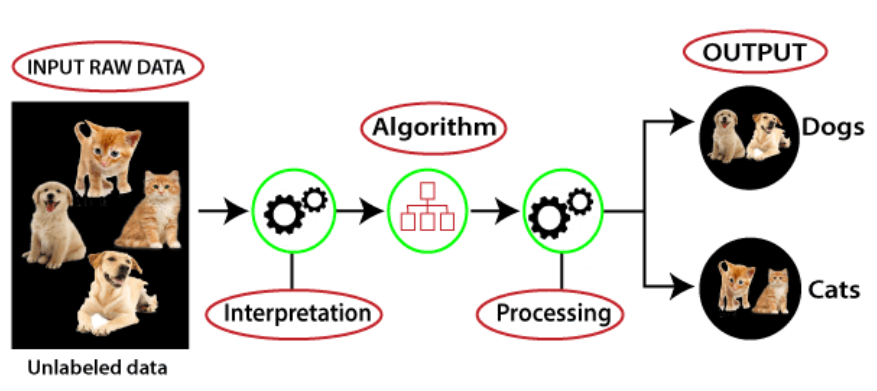 INPUT RAW DATA
Unlabeled data
Interpretation
Algorithm
Processing
OUTPUT
Dogs
Cats